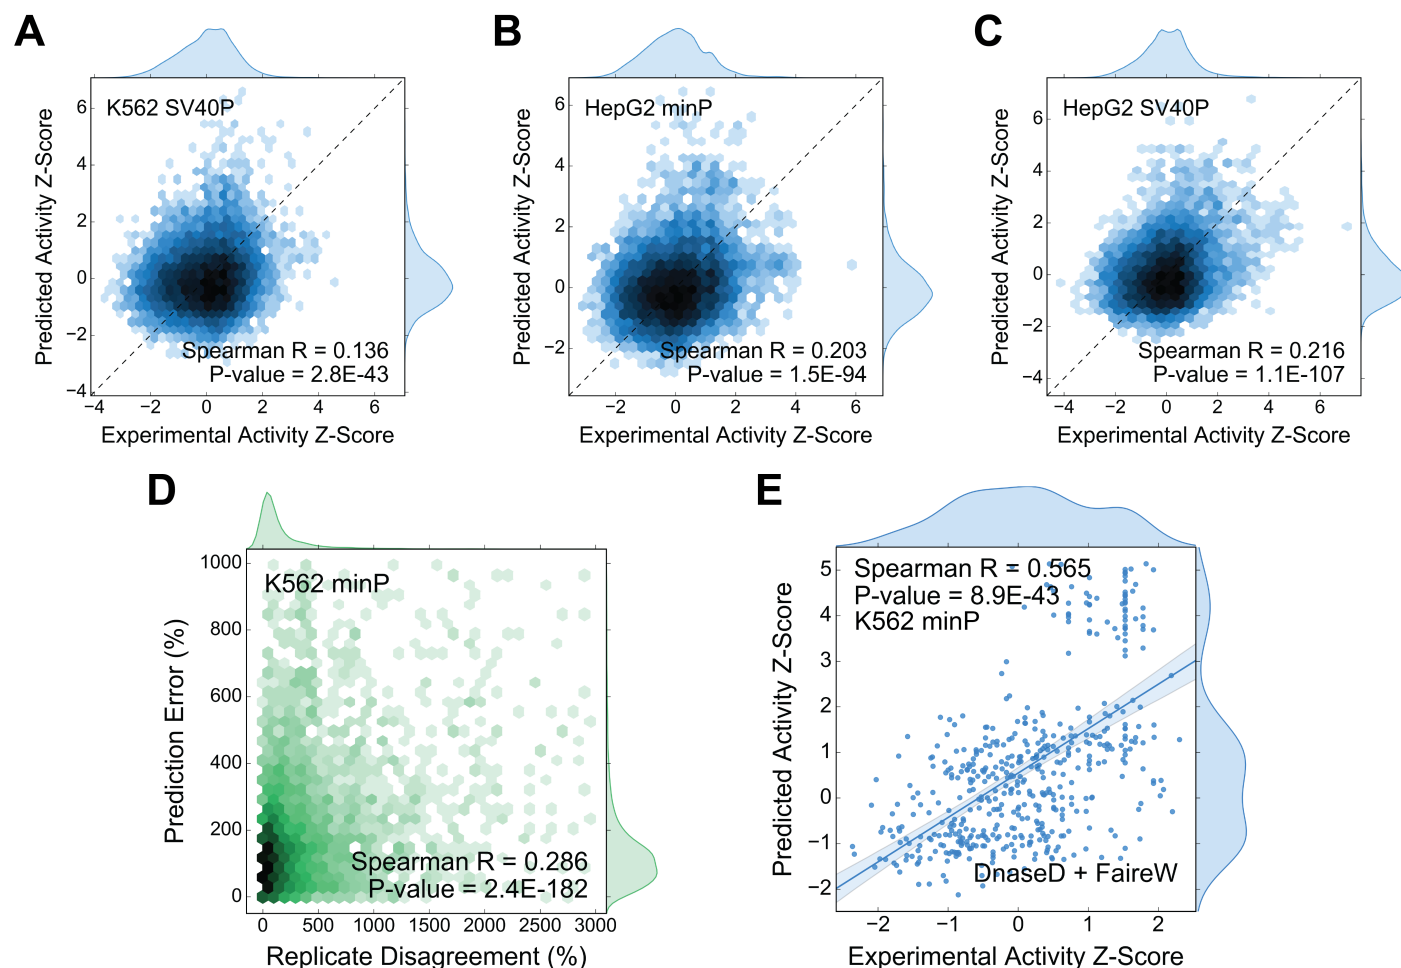 A
B
C
K562 SV40P
HepG2 minP
HepG2 SV40P
Predicted Activity Z-Score
6
4
2
0
−2
−4
Spearman R = 0.136
P-value = 2.8E-43
−4 −2 0 2 4 6
Experimental Activity Z-Score
Predicted Activity Z-Score
6
4
2
0
−2
Spearman R = 0.203
P-value = 1.5E-94
−4 −2 0 2 4 6
Experimental Activity Z-Score
Predicted Activity Z-Score
6
4
2
0
−2
−4
Spearman R = 0.216
P-value = 1.1E-107
−4 −2 0 2 4 6
Experimental Activity Z-Score
D
K562 minP
Prediction Error (%)
1000
800
600
400
200
0
Spearman R = 0.286
P-value = 2.4E-182
0 500 1000 1500 2000 2500 3000
Replicate Disagreement (%)
E
Spearman R = 0.565
P-value = 8.9E-43
K562 minP
Predicted Activity Z-Score
5
4
3
2
1
0
−1
−2
DnaseD + FaireW
−2 −1 0 1 2
Experimental Activity Z-Score